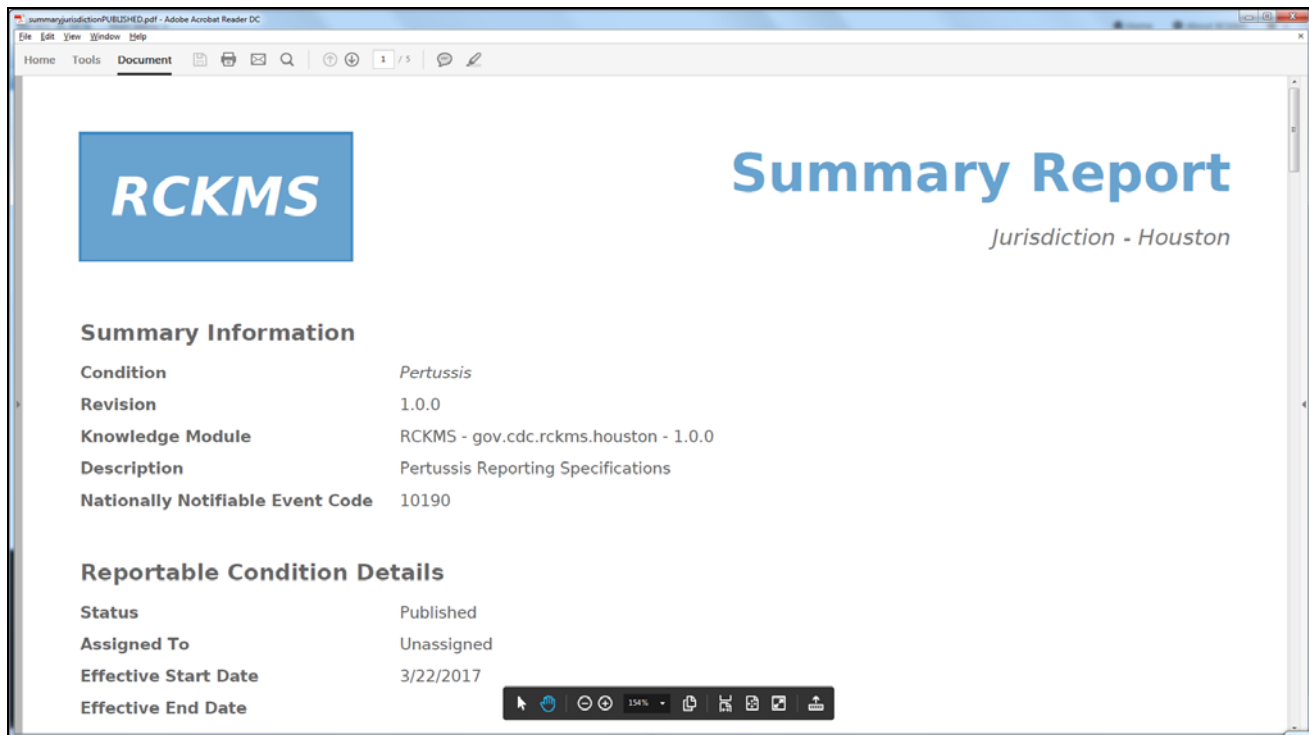 summaryjurisdictionPUBLISHED.pdf - Adobe Acrobat Reader DC
File Edit View Window Help
Home Tools Document 1 / 5
RCKMS
Summary Report
Jurisdiction - Houston
Summary Information
Condition Pertussis
Revision 1.0.0
Knowledge Module RCKMS - gov.cdc.rckms.houston - 1.0.0
Description Pertussis Reporting Specifications
Nationally Notifiable Event Code 10190
Reportable Condition Details
Status Published
Assigned To Unassigned
Effective Start Date 3/22/2017
Effective End Date
154%